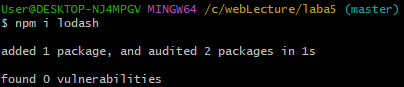 User@DESKTOP-NJ4MPGV MINGW64 /c/webLecture/laba5 (master)
$ npm i lodash
added 1 package, and audited 2 packages in 1s
found 0 vulnerabilities